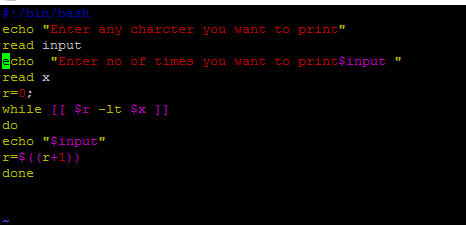 #!/bin/bash
echo "Enter any charcter you want to print"
read input
echo  "Enter no of times you want to print$input "
read x
r=0;
while [[ $r -lt $x ]]
do
echo "$input"
r=$((r+1))
done
~